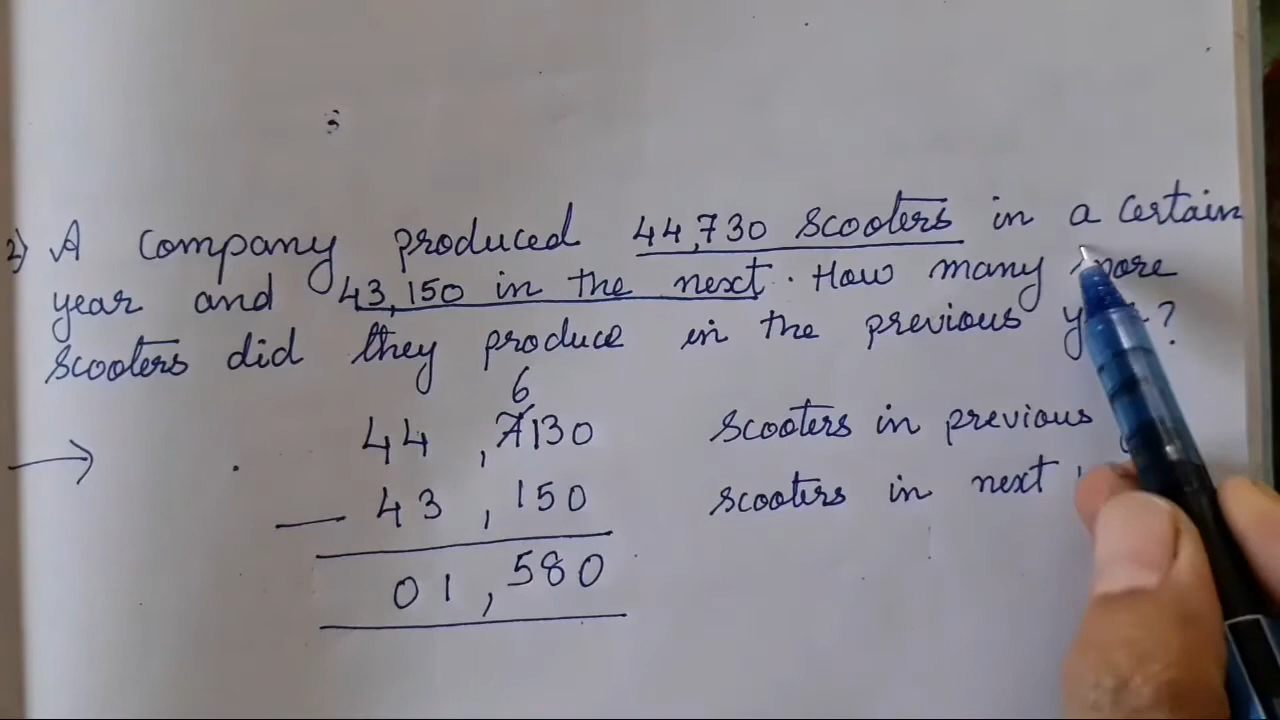 2) A company produced 44,730 scooters in a certain
year and 43,150 in the next. How many more
scooters did they produce in the previous ?
6
44,7130 scooters in previous
— 43,150 scooters in next
01,580